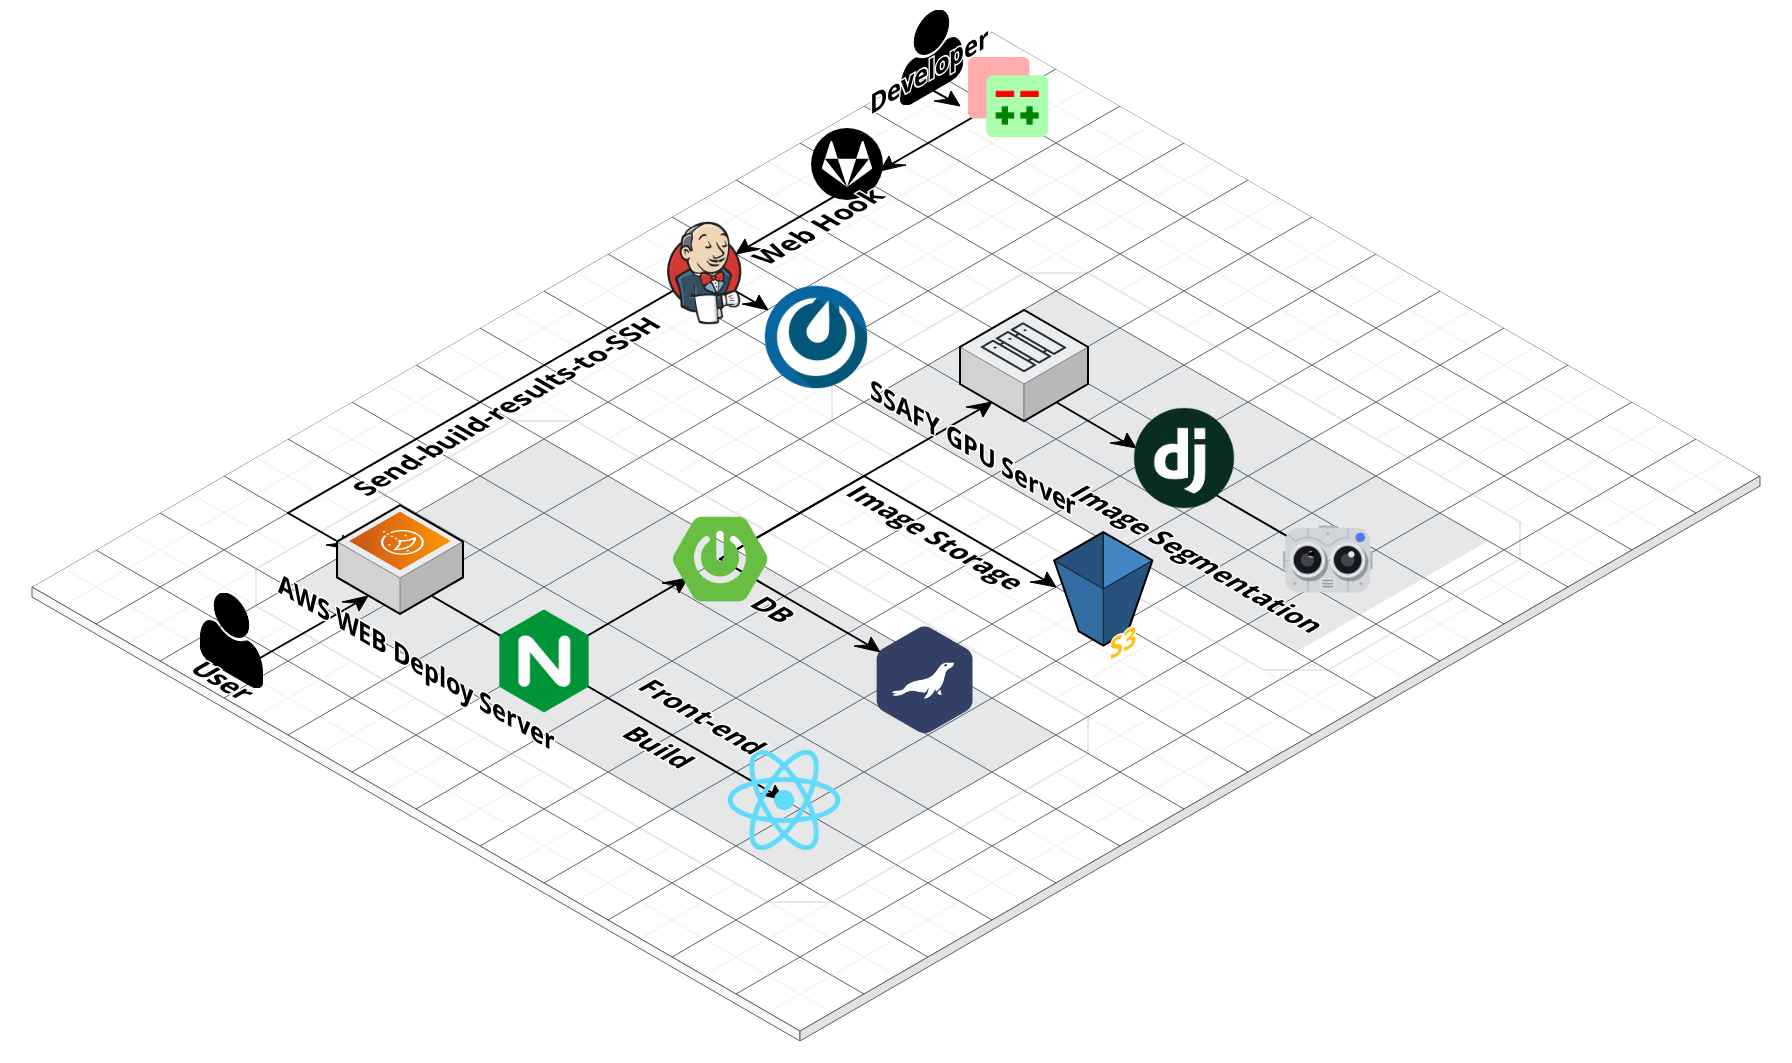 Developer
Web Hook
Send-build-results-to-SSH
SSAFY GPU Server
dj
Image Segmentation
Image Storage
S3
DB
AWS WEB Deploy Server
User
N
Front-end
Build